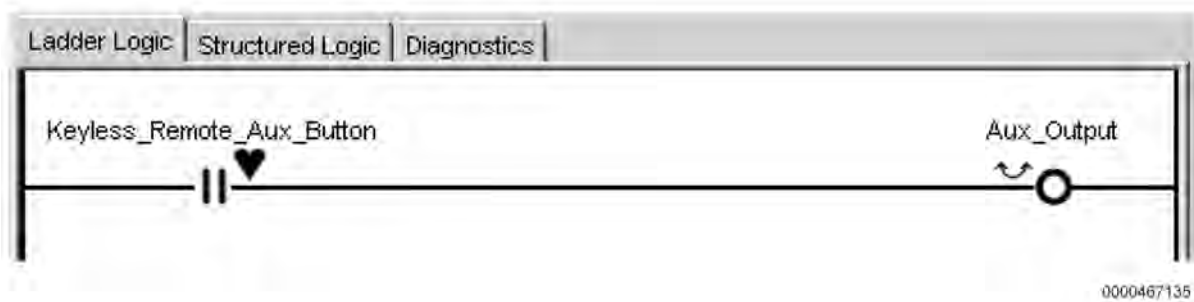 Ladder Logic Structured Logic Diagnostics
Keyless_Remote_Aux_Button Aux_Output
0000467135